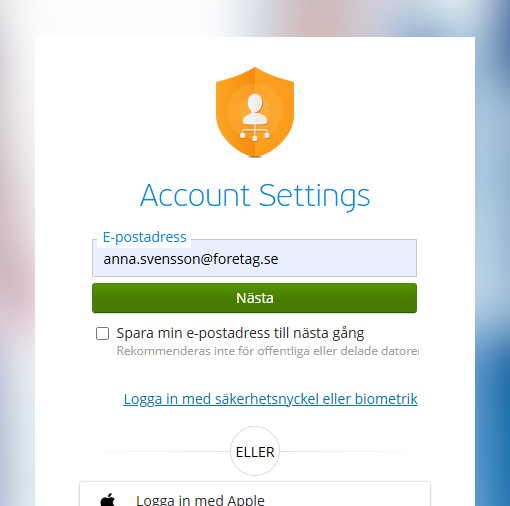 Account Settings
E-postadress
anna.svensson@foretag.se
Nästa
Spara min e-postadress till nästa gång
Rekommenderas inte för offentliga eller delade datorer
Logga in med säkerhetsnyckel eller biometrik
ELLER
Logga in med Apple